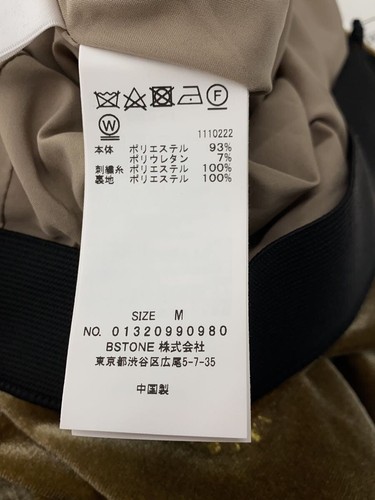 F
W
1110222
本体 ポリエステル 93%
ポリウレタン 7%
刺繍糸 ポリエステル 100%
裏地 ポリエステル 100%
SIZE M
NO. 01320990980
BSTONE 株式会社
東京都渋谷区広尾5-7-35
中国製